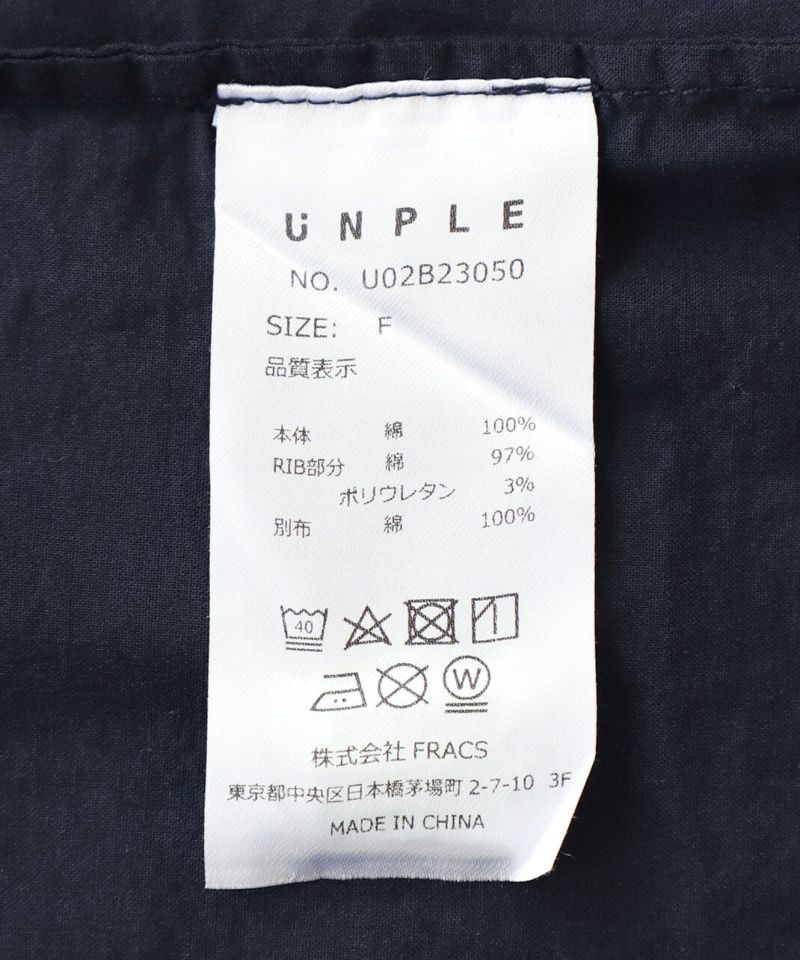 UNPLE
NO. U02B23050
SIZE: F
品質表示
本体 綿 100%
RIB部分 綿 97%
ポリウレタン 3%
別布 綿 100%
40
W
株式会社 FRACS
東京都中央区日本橋茅場町 2-7-10 3F
MADE IN CHINA